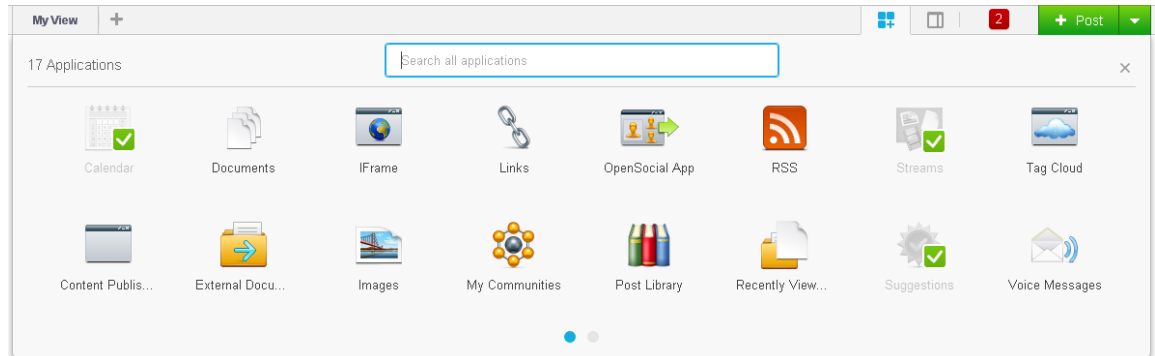 My View
2
+ Post
17 Applications
Search all applications
Calendar
Documents
IFrame
Links
OpenSocial App
RSS
Streams
Tag Cloud
Content Publis...
External Docu...
Images
My Communities
Post Library
Recently View...
Suggestions
Voice Messages